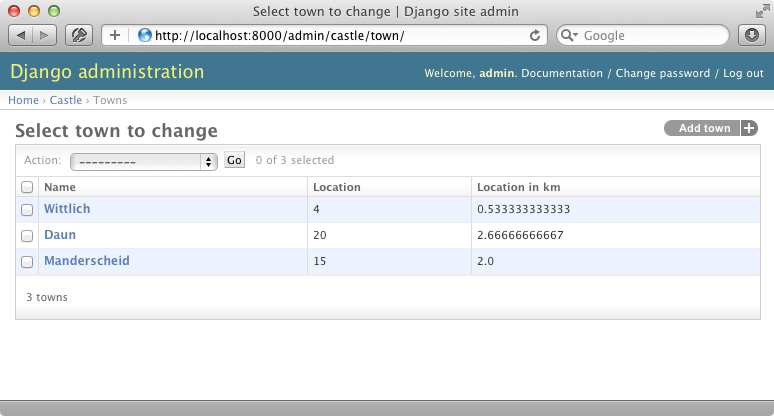 Select town to change | Django site admin
http://localhost:8000/admin/castle/town/
Google
Django administration
Welcome, admin. Documentation / Change password / Log out
Home › Castle › Towns
Select town to change
Add town +
Action: --------- Go 0 of 3 selected
Name Location Location in km
Wittlich 4 0.533333333333
Daun 20 2.66666666667
Manderscheid 15 2.0
3 towns